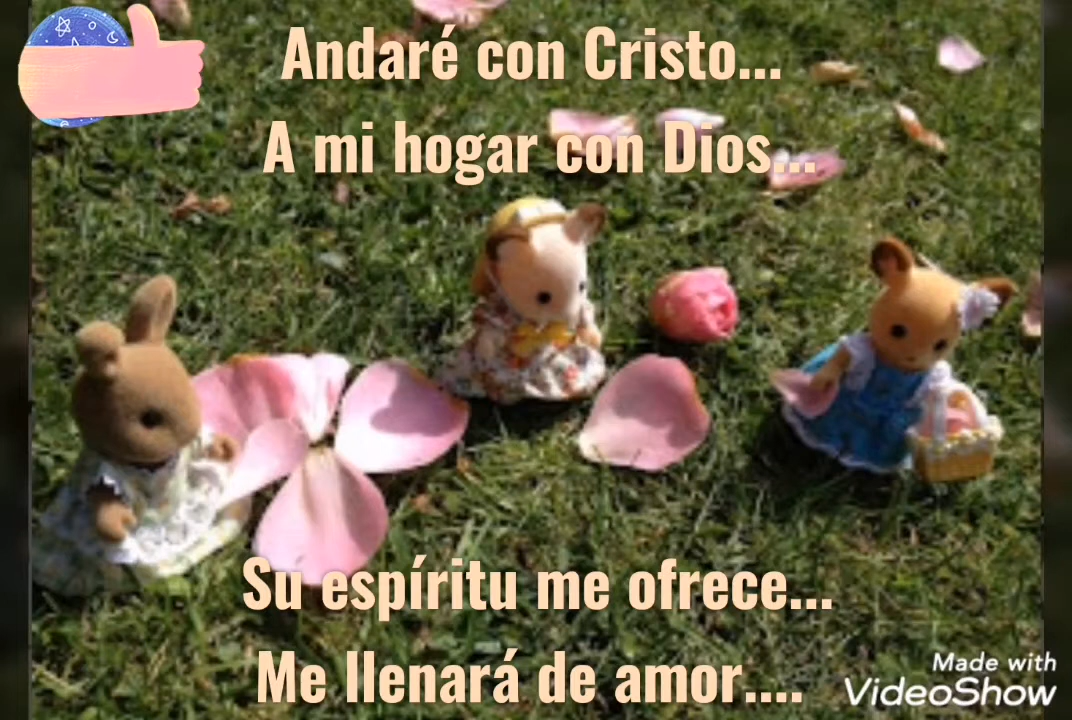 Andaré con Cristo...
A mi hogar con Dios...
Su espíritu me ofrece...
Me llenará de amor....
Made with
VideoShow